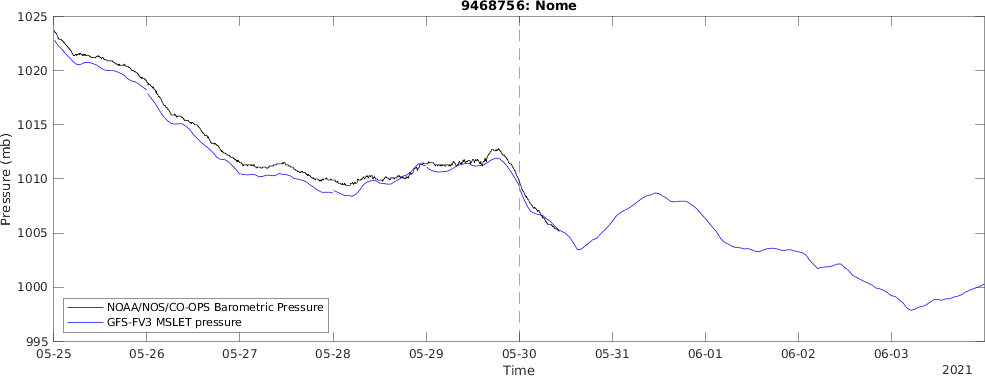 9468756: Nome
1025
1020
1015
1010
1005
1000
995
Pressure (mb)
NOAA/NOS/CO-OPS Barometric Pressure
GFS-FV3 MSLET pressure
05-25 05-26 05-27 05-28 05-29 05-30 05-31 06-01 06-02 06-03
Time
2021